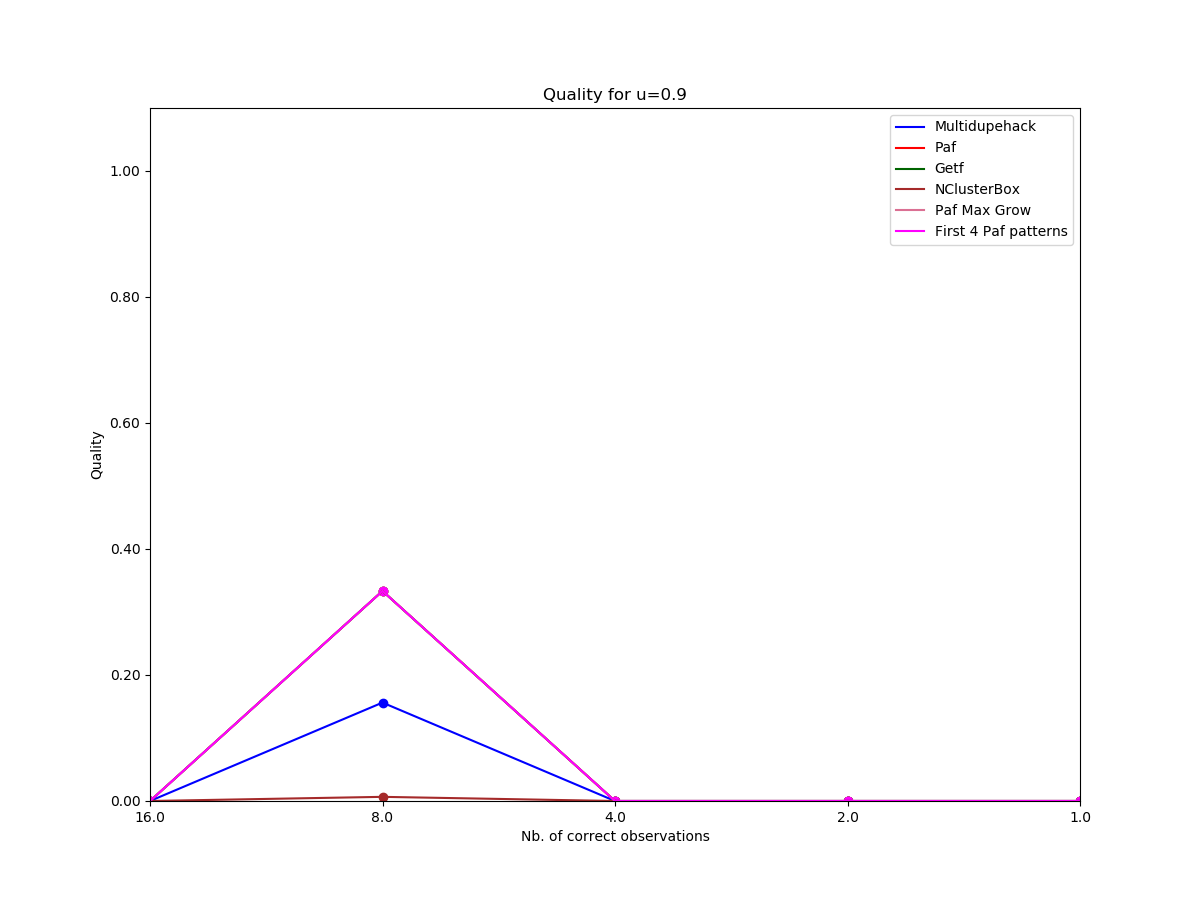 Quality for u=0.9
Multidupehack
Paf
Getf
NClusterBox
Paf Max Grow
First 4 Paf patterns
1.00
0.80
0.60
0.40
0.20
0.00
Quality
16.0 8.0 4.0 2.0 1.0
Nb. of correct observations